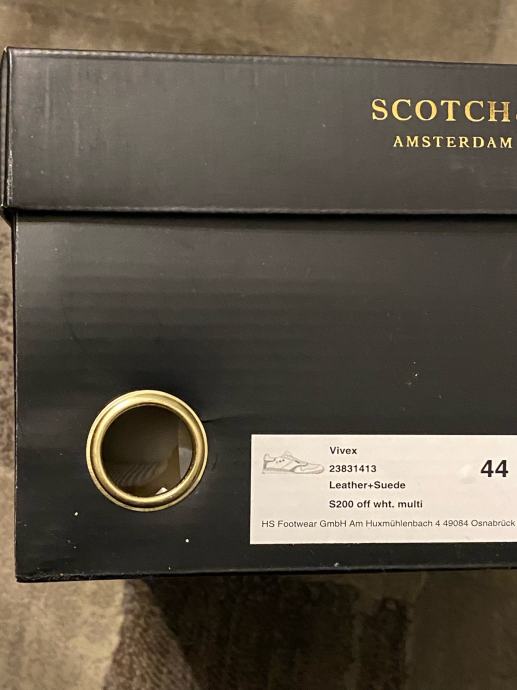 SCOTCH
AMSTERDAM
Vivex
23831413
44
Leather+Suede
S200 off wht. multi
HS Footwear GmbH Am Huxmühlenbach 4 49084 Osnabrück